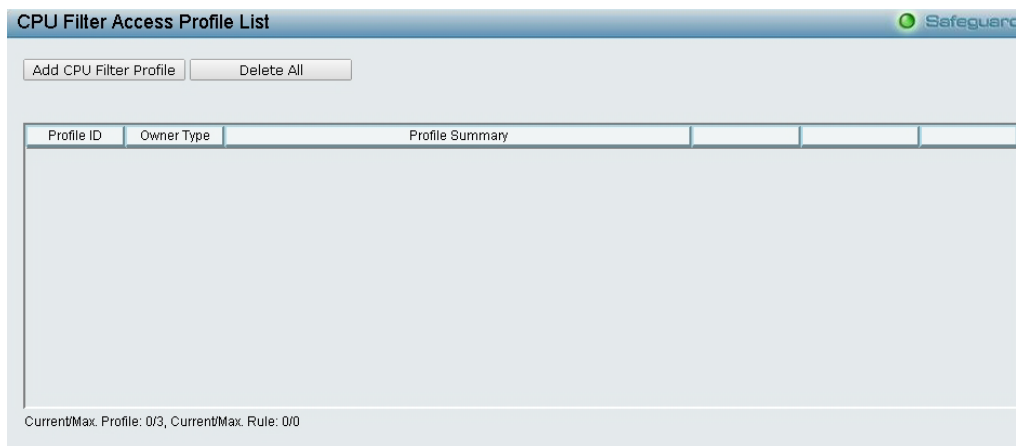 CPU Filter Access Profile List
Safeguard
Add CPU Filter Profile Delete All
Profile ID Owner Type Profile Summary
Current/Max. Profile: 0/3, Current/Max. Rule: 0/0